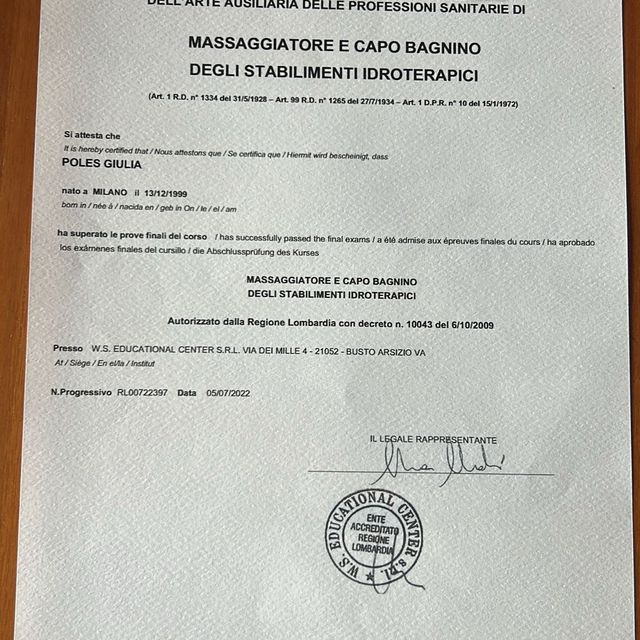 DELL'ARTE AUSILIARIA DELLE PROFESSIONI SANITARIE DI
MASSAGGIATORE E CAPO BAGNINO
DEGLI STABILIMENTI IDROTERAPICI
(Art. 1 R.D. n° 1334 del 31/5/1928 – Art. 99 R.D. n° 1265 del 27/7/1934 – Art. 1 D.P.R. n° 10 del 15/1/1972)
Si attesta che
It is hereby certified that / Nous attestons que / Se certifica que / Hiermit wird bescheinigt, dass
POLES GIULIA
nato a MILANO il 13/12/1999
born in / née à / nacida en / geb in On / le / el / am
ha superato le prove finali del corso / has successfully passed the final exams / a été admise aux épreuves finales du cours / ha aprobado
los exámenes finales del cursillo / die Abschlussprüfung des Kurses
MASSAGGIATORE E CAPO BAGNINO
DEGLI STABILIMENTI IDROTERAPICI
Autorizzato dalla Regione Lombardia con decreto n. 10043 del 6/10/2009
Presso W.S. EDUCATIONAL CENTER S.R.L. VIA DEI MILLE 4 - 21052 - BUSTO ARSIZIO VA
At / Siège / En el/la / Institut
N.Progressivo RL00722397 Data 05/07/2022
IL LEGALE RAPPRESENTANTE
W.S. EDUCATIONAL CENTER S.R.L.
ENTE
ACCREDITATO
REGIONE
LOMBARDIA